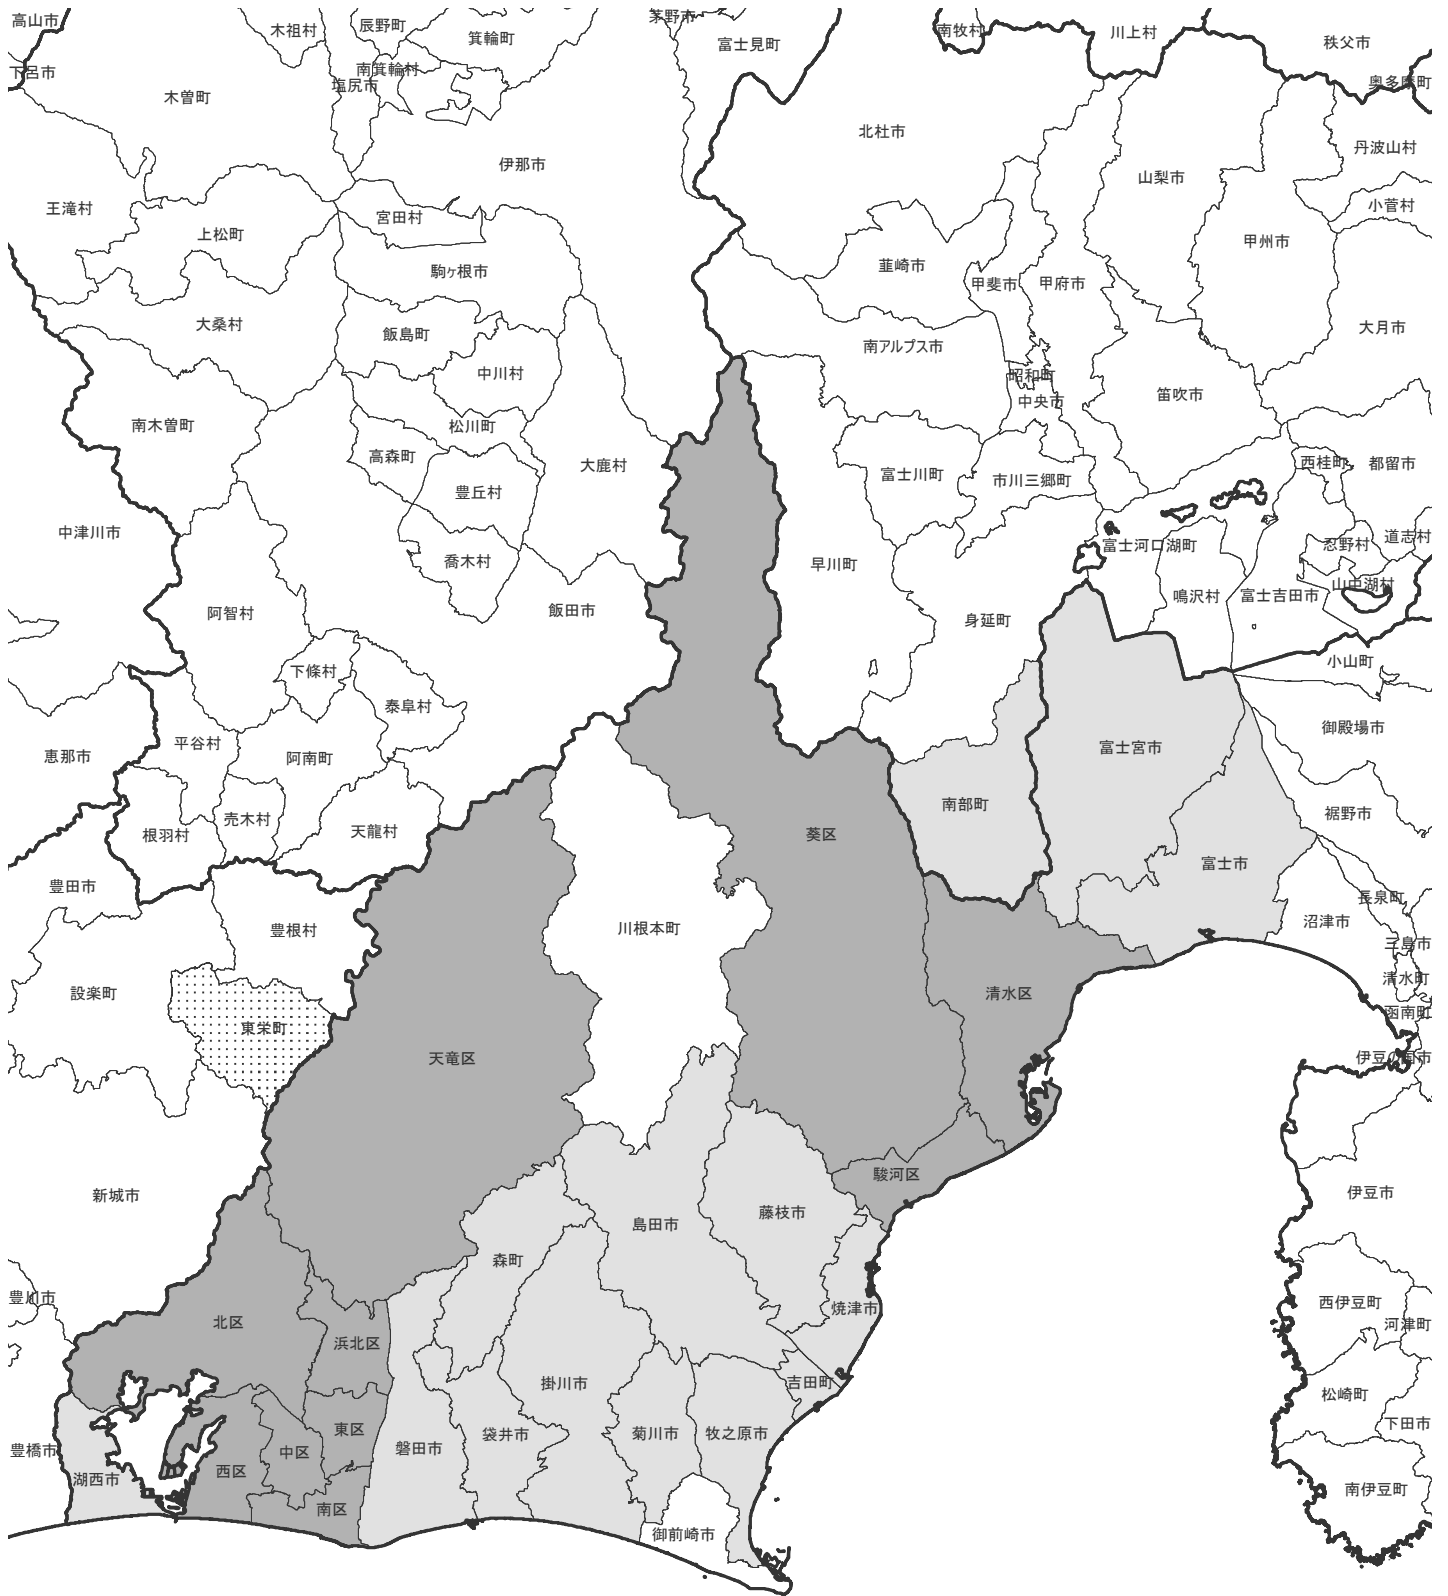 高山市
木祖村
辰野町
箕輪町
茅野市
富士見町
南牧村
川上村
秩父市
下呂市
木曽町
塩尻市
南箕輪村
奥多摩町
北杜市
伊那市
丹波山村
山梨市
王滝村
上松町
宮田村
小菅村
甲州市
駒ヶ根市
韮崎市
甲斐市
甲府市
大桑村
飯島町
南アルプス市
大月市
中川村
昭和町
中央市
笛吹市
南木曽町
松川町
高森町
大鹿村
豊丘村
富士川町
市川三郷町
西桂町
都留市
中津川市
喬木村
早川町
富士河口湖町
忍野村
道志村
阿智村
飯田市
身延町
鳴沢村
富士吉田市
山中湖村
下條村
泰阜村
小山町
恵那市
平谷村
阿南町
富士宮市
御殿場市
根羽村
売木村
天龍村
葵区
南部町
富士市
裾野市
豊田市
豊根村
川根本町
沼津市
長泉町
三島市
設楽町
東栄町
清水区
清水町
函南町
天竜区
伊豆の国市
新城市
駿河区
伊豆市
島田市
藤枝市
森町
豊川市
北区
浜北区
焼津市
西伊豆町
河津町
掛川市
吉田町
松崎町
豊橋市
湖西市
西区
中区
東区
磐田市
袋井市
菊川市
牧之原市
下田市
南区
御前崎市
南伊豆町